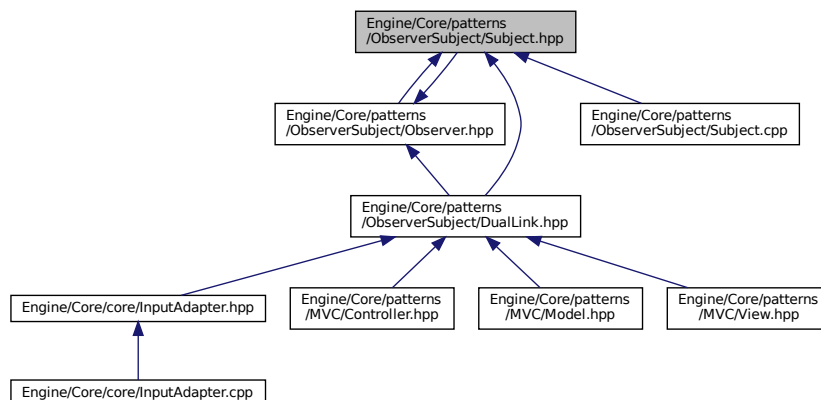 Engine/Core/patterns
/ObserverSubject/Subject.hpp
Engine/Core/patterns
/ObserverSubject/Observer.hpp
Engine/Core/patterns
/ObserverSubject/Subject.cpp
Engine/Core/patterns
/ObserverSubject/DualLink.hpp
Engine/Core/core/InputAdapter.hpp
Engine/Core/patterns
/MVC/Controller.hpp
Engine/Core/patterns
/MVC/Model.hpp
Engine/Core/patterns
/MVC/View.hpp
Engine/Core/core/InputAdapter.cpp